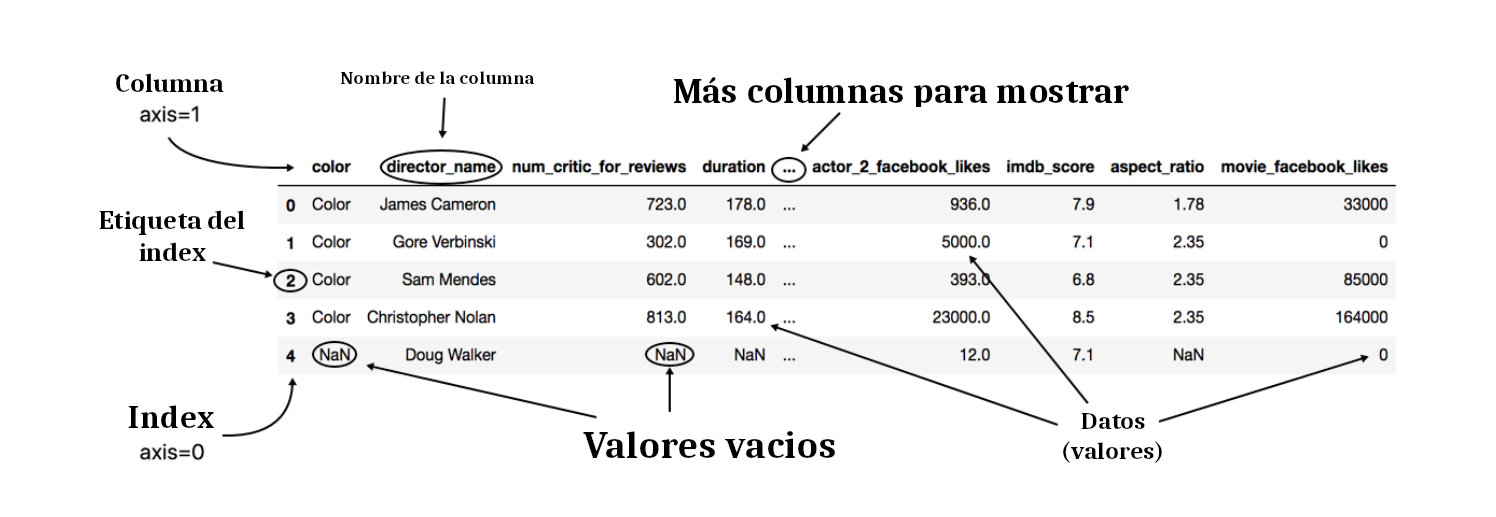 Columna
axis=1
Nombre de la columna
Más columnas para mostrar
color director_name num_critic_for_reviews duration ... actor_2_facebook_likes imdb_score aspect_ratio movie_facebook_likes
0 Color James Cameron 723.0 178.0 ... 936.0 7.9 1.78 33000
Etiqueta del
index
1 Color Gore Verbinski 302.0 169.0 ... 5000.0 7.1 2.35 0
2 Color Sam Mendes 602.0 148.0 ... 393.0 6.8 2.35 85000
3 Color Christopher Nolan 813.0 164.0 ... 23000.0 8.5 2.35 164000
4 NaN Doug Walker NaN NaN ... 12.0 7.1 NaN 0
Index
axis=0
Valores vacios
Datos
(valores)